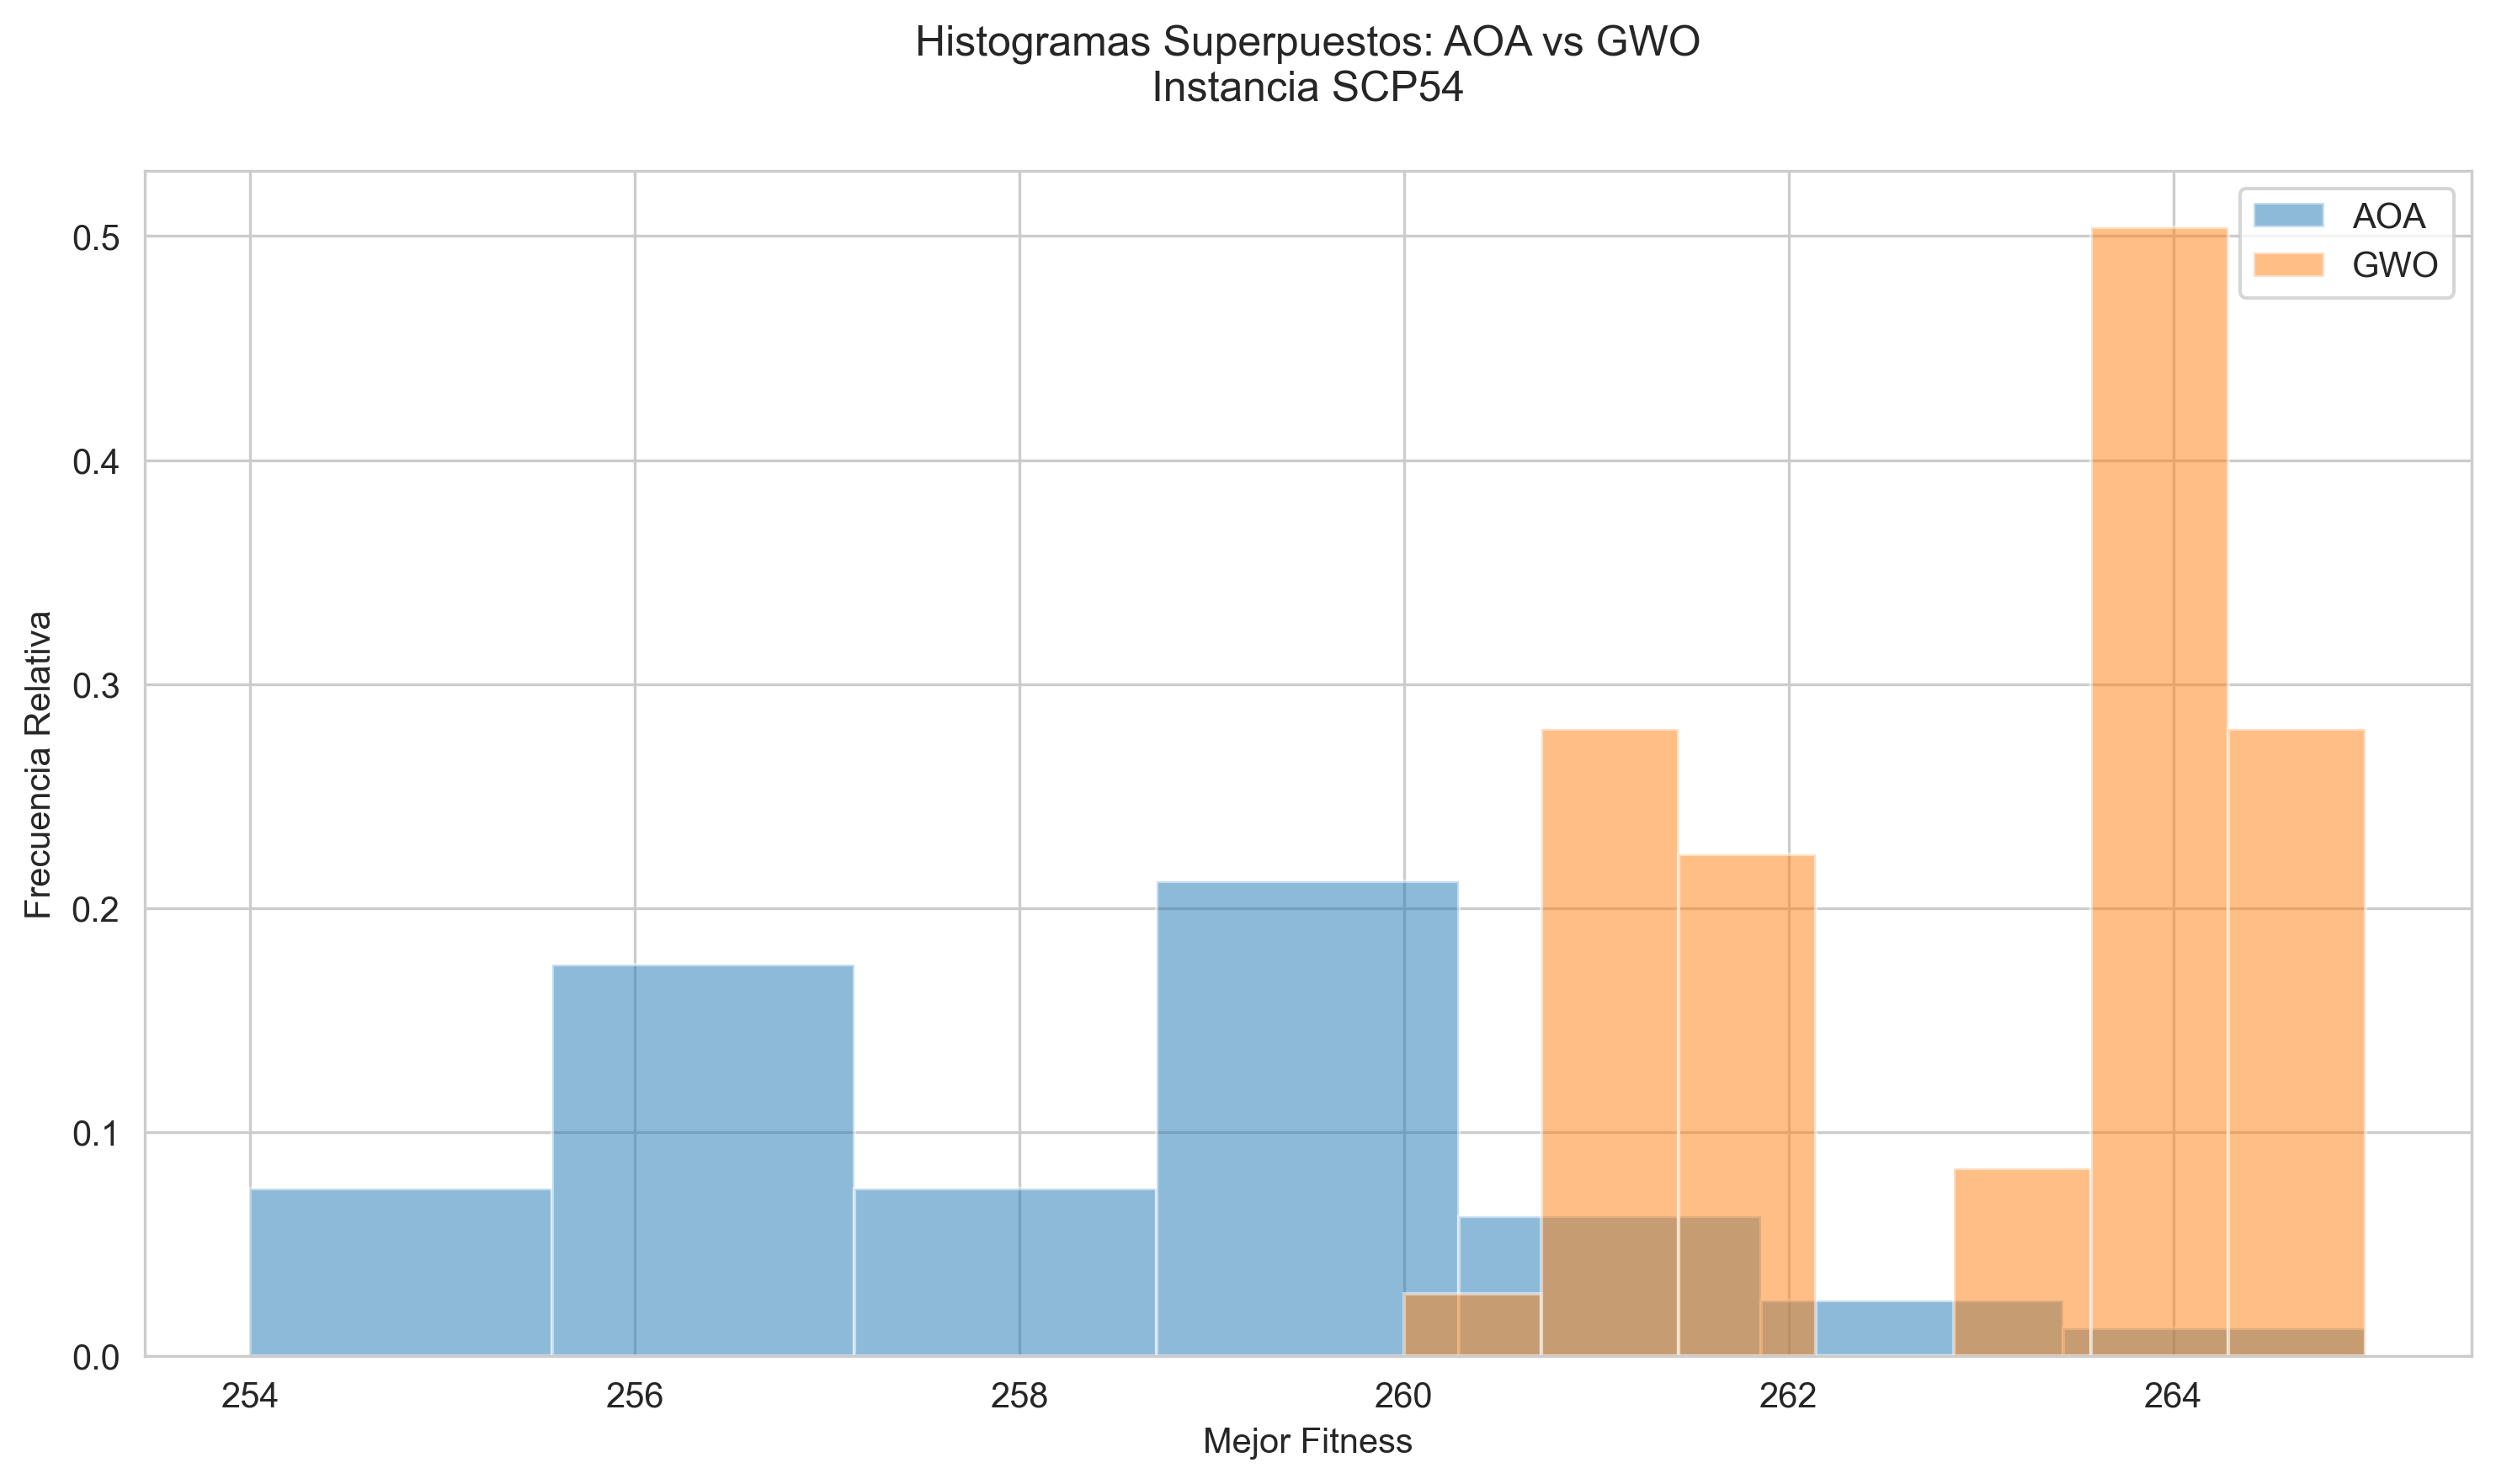 Histogramas Superpuestos: AOA vs GWO
Instancia SCP54
AOA
GWO
0.5
0.4
0.3
0.2
0.1
0.0
Frecuencia Relativa
254 256 258 260 262 264
Mejor Fitness